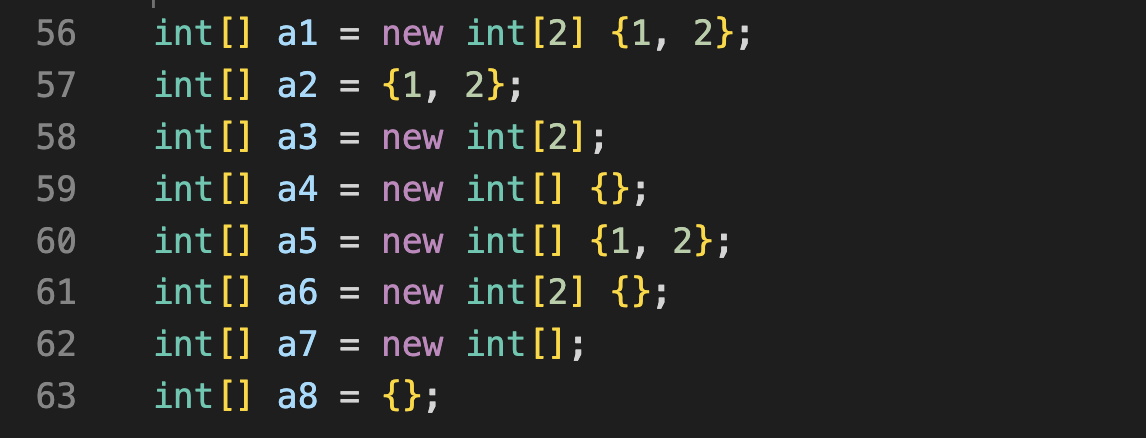 56 int[] a1 = new int[2] {1, 2};
57 int[] a2 = {1, 2};
58 int[] a3 = new int[2];
59 int[] a4 = new int[] {};
60 int[] a5 = new int[] {1, 2};
61 int[] a6 = new int[2] {};
62 int[] a7 = new int[];
63 int[] a8 = {};